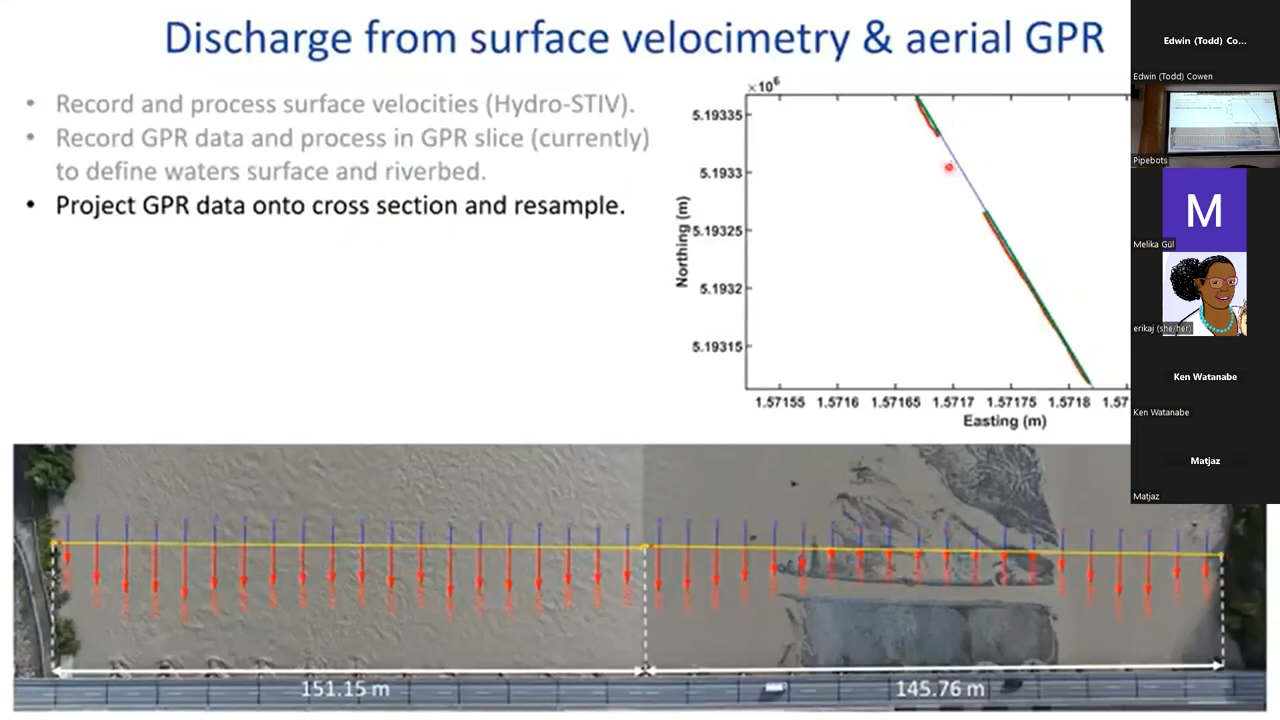 Discharge from surface velocimetry & aerial GPR
• Record and process surface velocities (Hydro-STIV).
• Record GPR data and process in GPR slice (currently)
to define waters surface and riverbed.
• Project GPR data onto cross section and resample.
×10⁶
5.19335
5.1933
5.19325
5.1932
5.19315
Northing (m)
1.57155 1.5716 1.57165 1.5717 1.57175 1.5718 1.57
Easting (m)
151.15 m
145.76 m
Edwin (Todd) Co...
Edwin (Todd) Cowen
Pipebots
M
Melika Gül
erikaj (she/her)
Ken Watanabe
Ken Watanabe
Matjaz
Matjaz